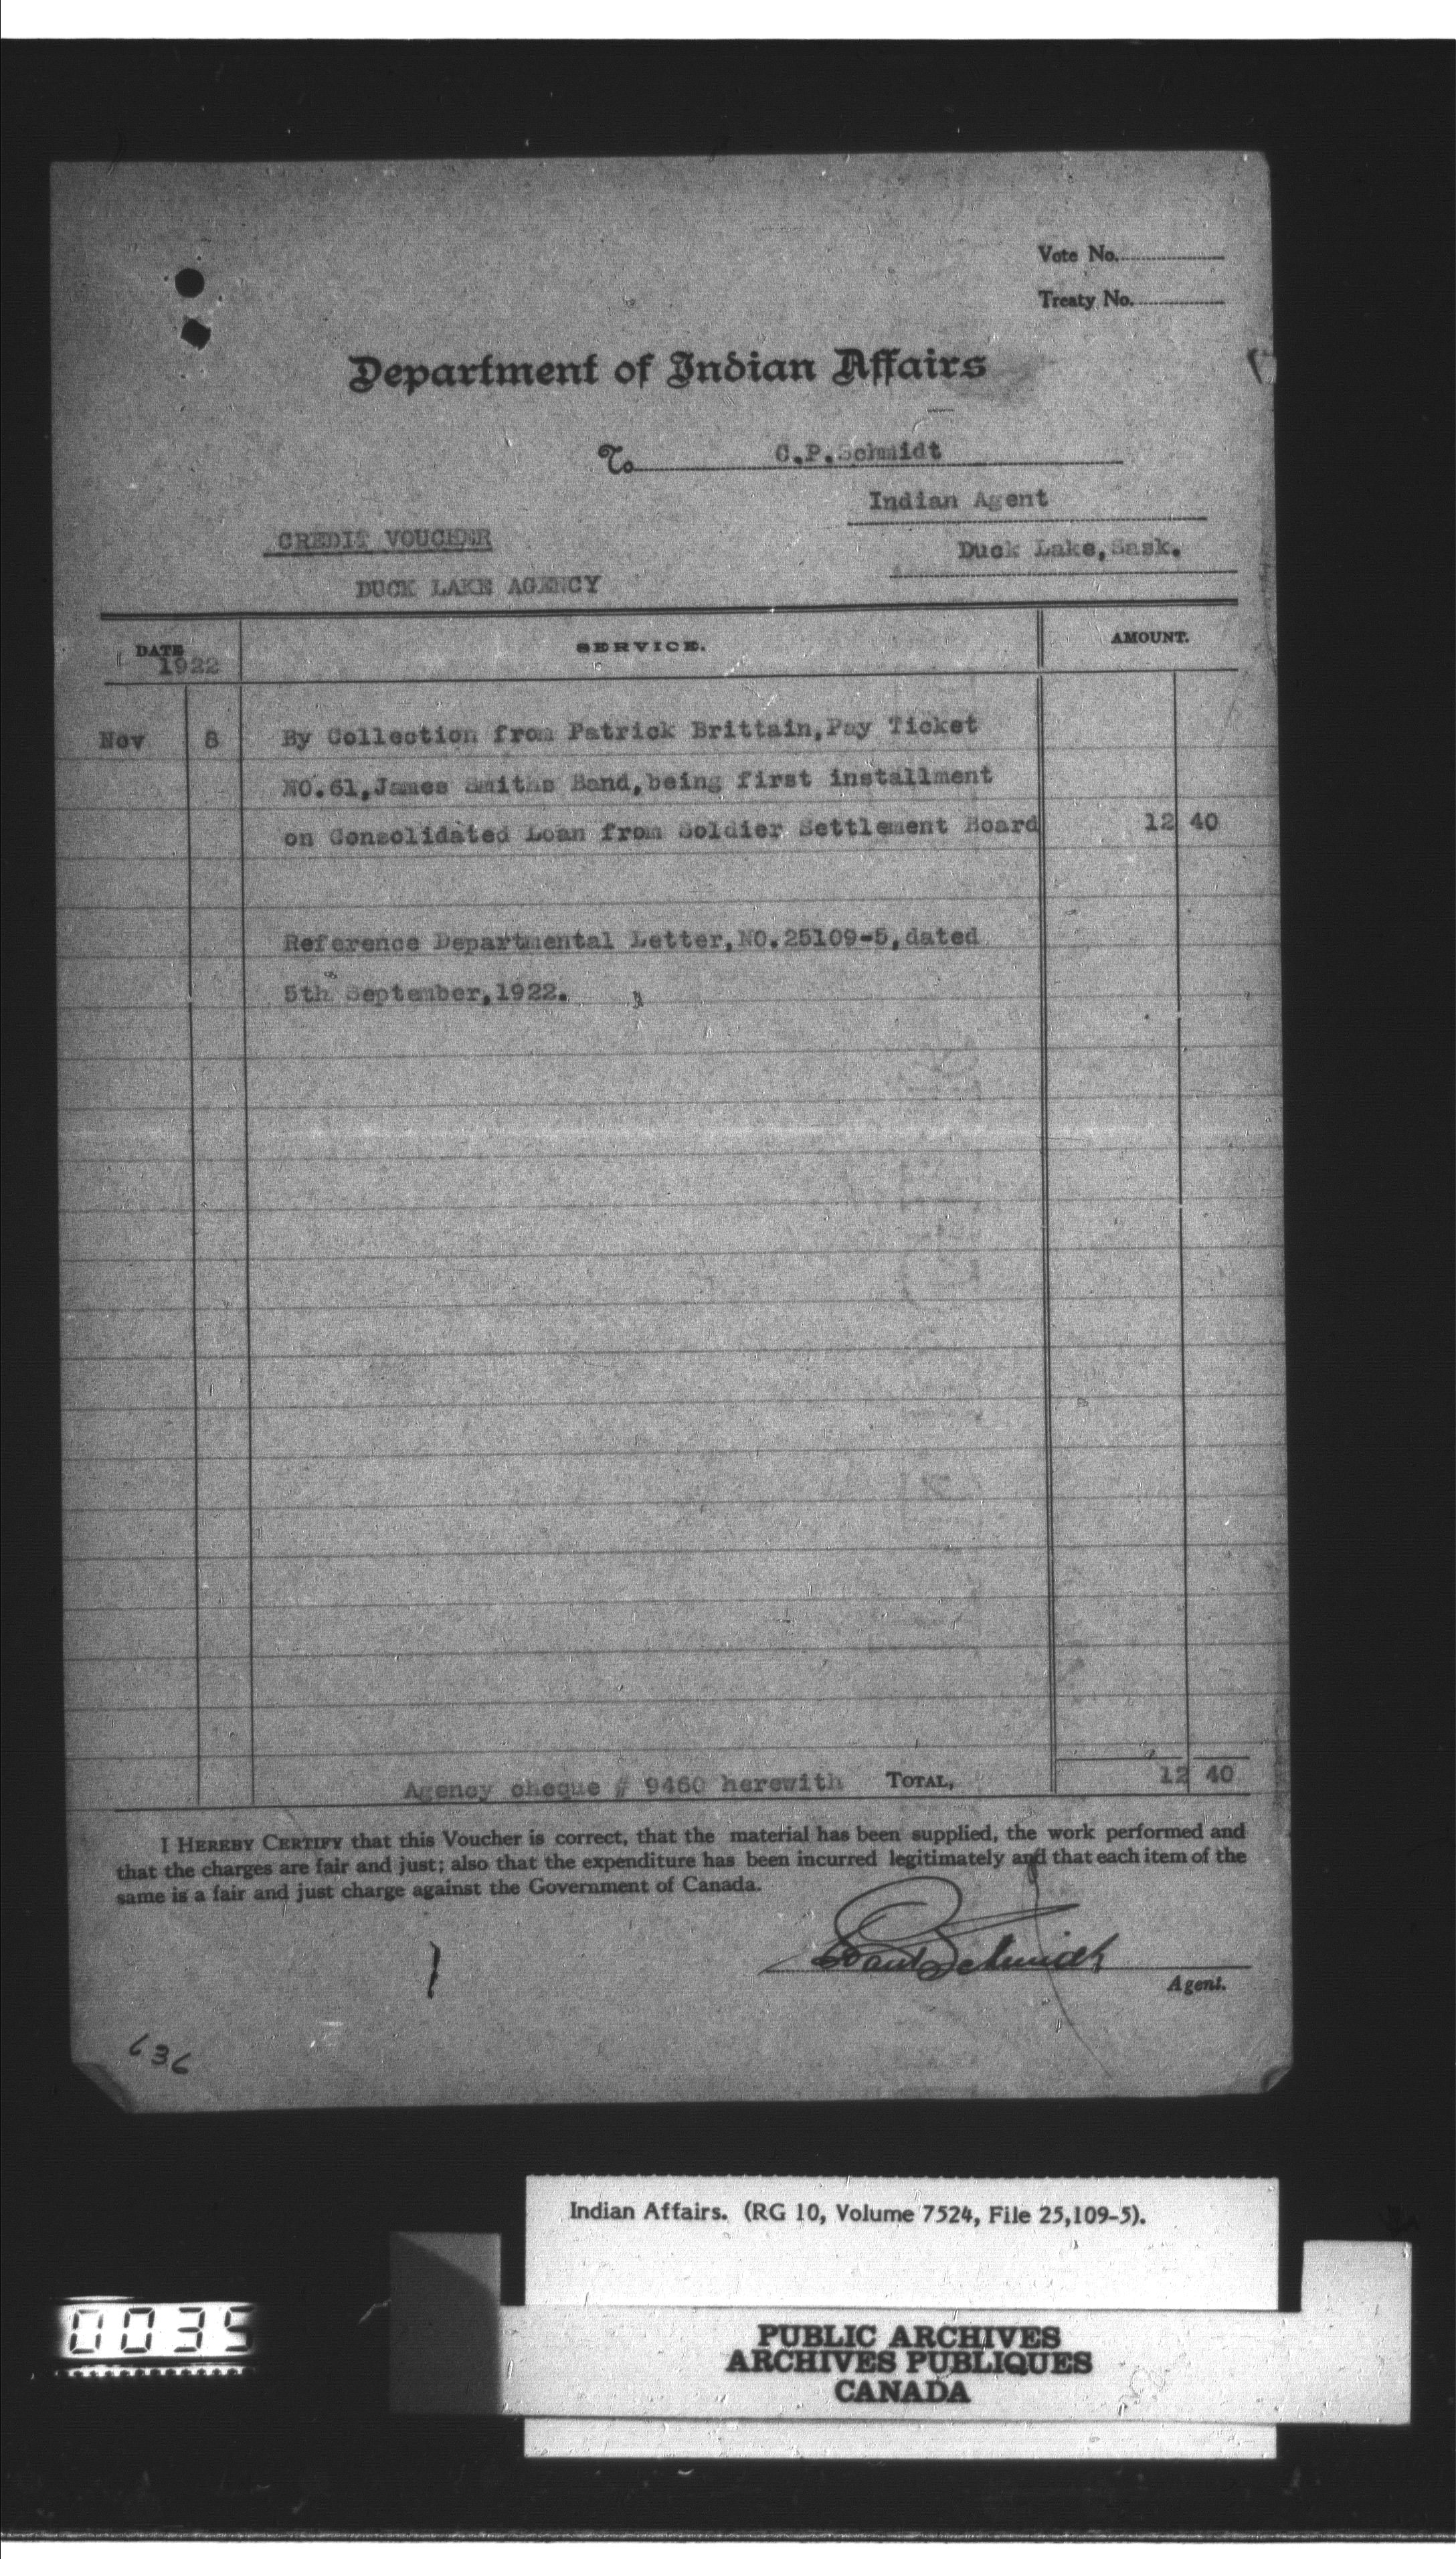 Vote No.
Treaty No.
Department of Indian Affairs
To C.P.Schmidt
Indian Agent
CREDIT VOUCHER
Duck Lake, Sask.
DUCK LAKE AGENCY
DATE SERVICE. AMOUNT.
1922
Nov 8 By Collection from Patrick Brittain, Pay Ticket
NO.61, James Smiths Band, being first installment
on Consolidated Loan from Soldier Settlement Board 12 40
Reference Departmental Letter, NO. 25109-5, dated
5th September, 1922.
Agency cheque # 9460 herewith TOTAL, 12 40
I HEREBY CERTIFY that this Voucher is correct, that the material has been supplied, the work performed and
that the charges are fair and just; also that the expenditure has been incurred legitimately and that each item of the
same is a fair and just charge against the Government of Canada.
Schmidt
Agent.
636
Indian Affairs. (RG 10, Volume 7524, File 25,109-5).
0035
PUBLIC ARCHIVES
ARCHIVES PUBLIQUES
CANADA